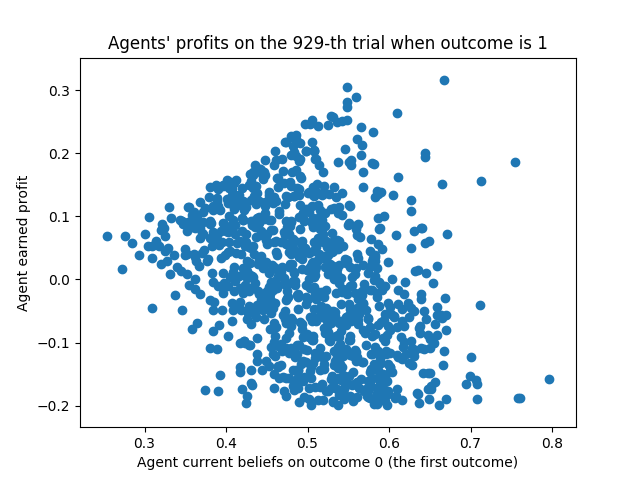 Agents' profits on the 929-th trial when outcome is 1
Agent earned profit
0.3
0.2
0.1
0.0
−0.1
−0.2
0.3 0.4 0.5 0.6 0.7 0.8
Agent current beliefs on outcome 0 (the first outcome)